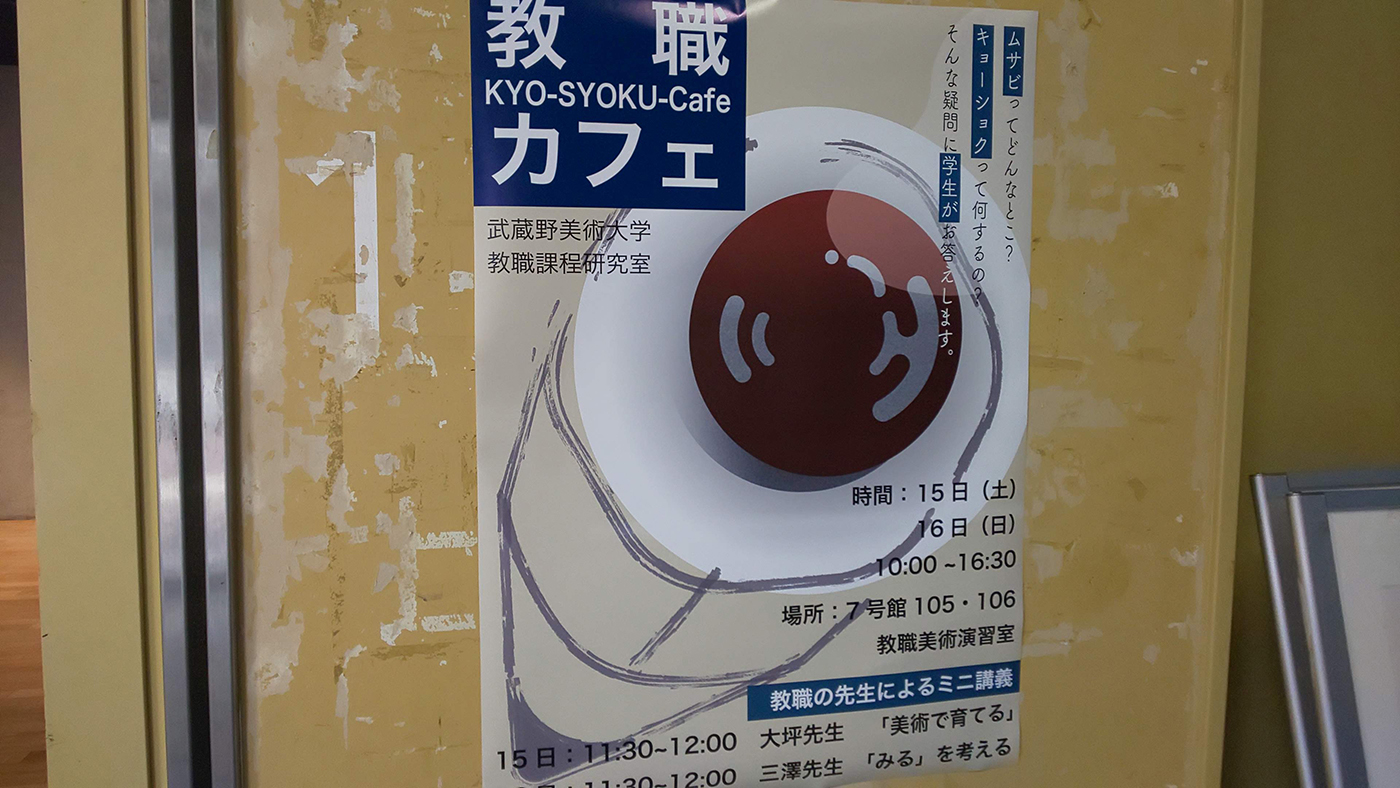 教職
KYO-SYOKU-Cafe
カフェ
武蔵野美術大学
教職課程研究室
ムサビってどんなとこ?
キョーショクって何するの?
そんな疑問に学生がお答えします。
時間：15日（土）
16日（日）
10:00 ~16:30
場所：7号館 105・106
教職美術演習室
教職の先生によるミニ講義
15日：11:30~12:00 大坪先生 「美術で育てる」
日：11:30~12:00 三澤先生 「みる」を考える